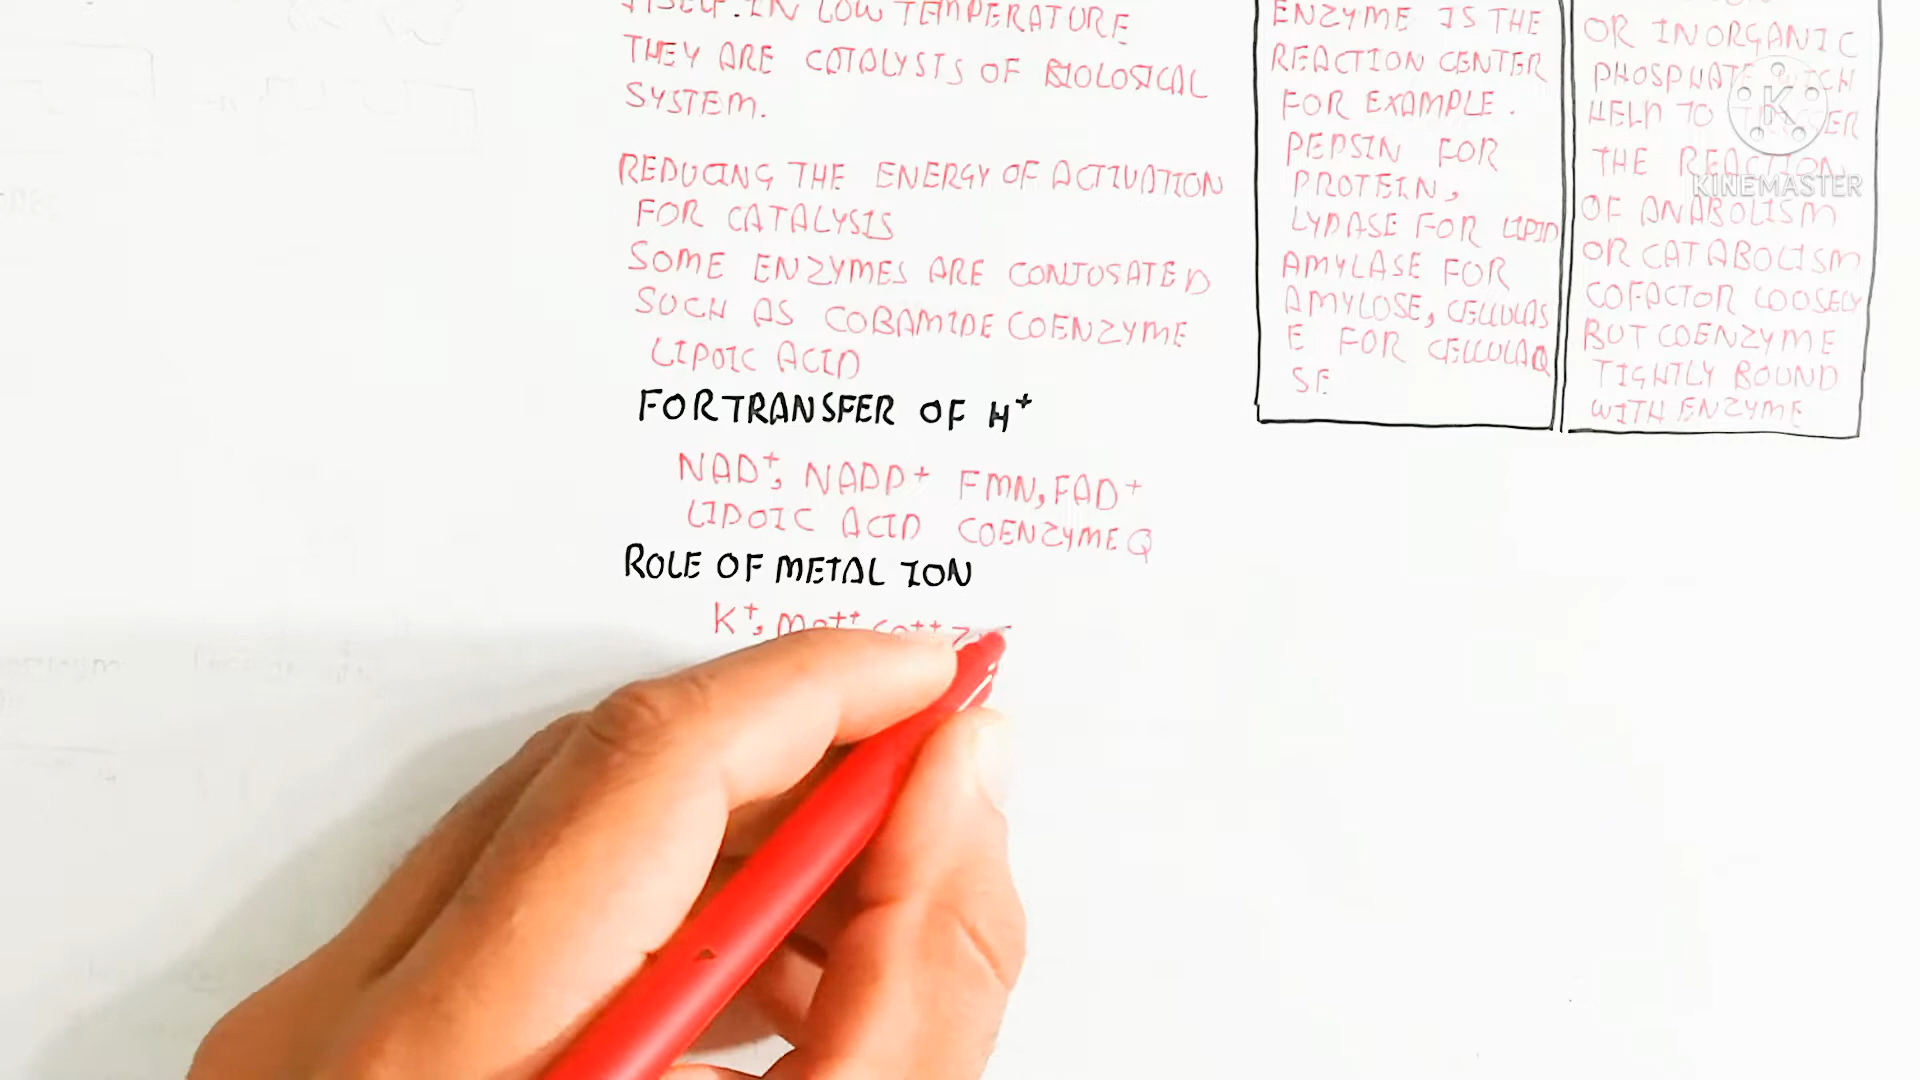 ITSELF. IN LOW TEMPERATURE
THEY ARE CATALYSTS OF BIOLOGICAL
SYSTEM.
REDUCING THE ENERGY OF ACTIVATION
FOR CATALYSIS
SOME ENZYMES ARE CONJUGATED
SUCH AS COBAMIDE COENZYME
LIPOIC ACID
FOR TRANSFER OF H+
NAD+, NADP+ FMN, FAD+
LIPOIC ACID COENZYME Q
ROLE OF METAL ION
K+,
ENZYME IS THE
REACTION CENTER
FOR EXAMPLE.
PEPSIN FOR
PROTEIN,
LYPASE FOR LIPID
AMYLASE FOR
AMYLOSE, CELLULAS
E FOR CELLULAO
SE
OR INORGANIC
PHOSPHATE WICH
HELP TO
THE REACTION
OF ANABOLISM
OR CATABOLISM
COFACTOR LOOSELY
BUT COENZYME
TIGHTLY BOUND
WITH ENZYME
K
KINEMASTER